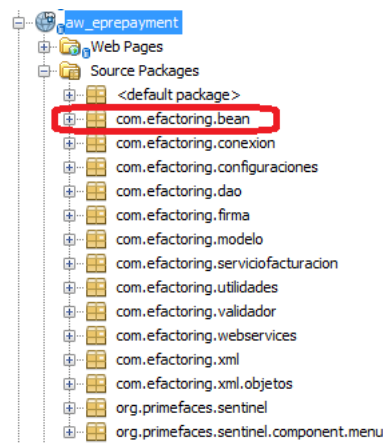 aw_eprepayment
Web Pages
Source Packages
<default package>
com.efactoring.bean
com.efactoring.conexion
com.efactoring.configuraciones
com.efactoring.dao
com.efactoring.firma
com.efactoring.modelo
com.efactoring.serviciofacturacion
com.efactoring.utilidades
com.efactoring.validador
com.efactoring.webservices
com.efactoring.xml
com.efactoring.xml.objetos
org.primefaces.sentinel
org.primefaces.sentinel.component.menu